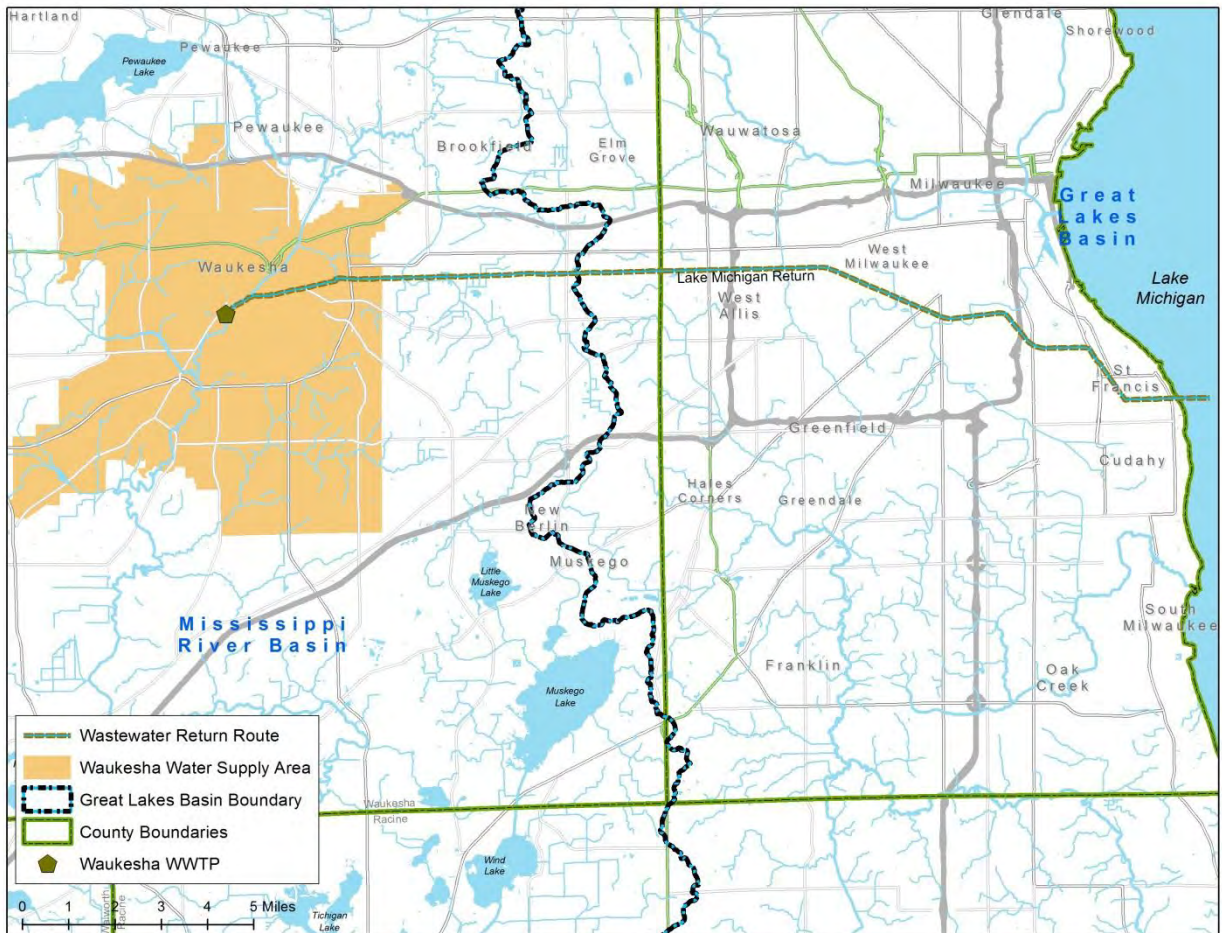 Hartland
Glendale
Shorewood
Pewaukee
Pewaukee
Lake
Pewaukee
Brookfield
Elm
Grove
Wauwatosa
Milwaukee
Great
Lakes
Basin
Waukesha
West
Milwaukee
Lake
Michigan
Lake Michigan Return
West
Allis
St
Francis
Greenfield
Cudahy
Hales
Corners
Greendale
New
Berlin
Muskego
Little
Muskego
Lake
Mississippi
River Basin
South
Milwaukee
Franklin
Oak
Creek
Muskego
Lake
Wastewater Return Route
Waukesha Water Supply Area
Great Lakes Basin Boundary
County Boundaries
Waukesha WWTP
0 1 2 3 4 5 Miles
Waukesha
Racine
Wind
Lake
Tichigan
Lake
Walworth
Racine